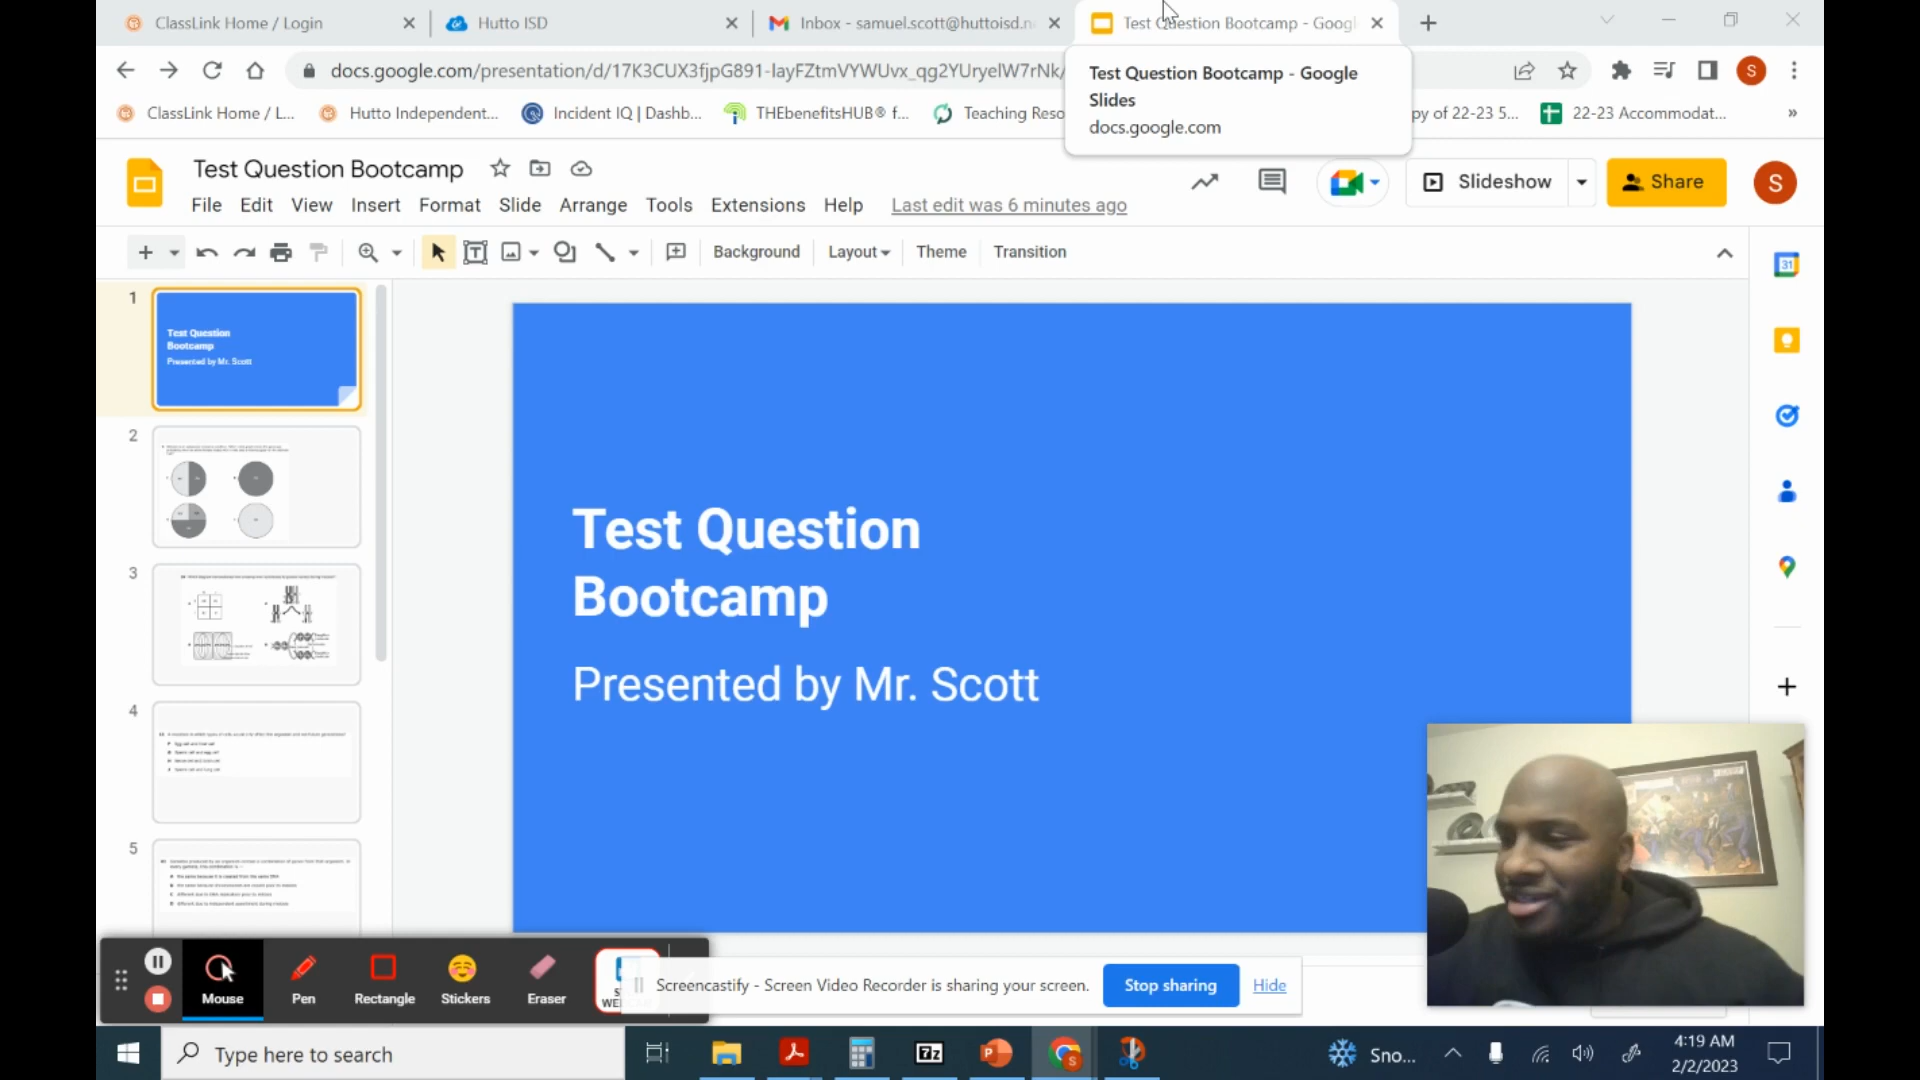 ClassLink Home / Login
Hutto ISD
Inbox - samuel.scott@huttoisd.n
Test Question Bootcamp - Googl
docs.google.com/presentation/d/17K3CUX3fjpG891-layFZtmVYWUvx_qg2YUryelW7rNk/
S
Test Question Bootcamp - Google
Slides
docs.google.com
ClassLink Home / L...
Hutto Independent...
Incident IQ | Dashb...
THEbenefitsHUB® f...
Teaching Reso
py of 22-23 5...
22-23 Accommodat...
»
Test Question Bootcamp
Slideshow
Share
S
File Edit View Insert Format Slide Arrange Tools Extensions Help Last edit was 6 minutes ago
Background Layout Theme Transition
31
1
Test Question
Bootcamp
Presented by Mr. Scott
2
3
4
5
Test Question
Bootcamp
Presented by Mr. Scott
Mouse
Pen
Rectangle
Stickers
Eraser
Screencastify - Screen Video Recorder is sharing your screen.
Stop sharing
Hide
Type here to search
7z
P
S
Sno...
4:19 AM
2/2/2023